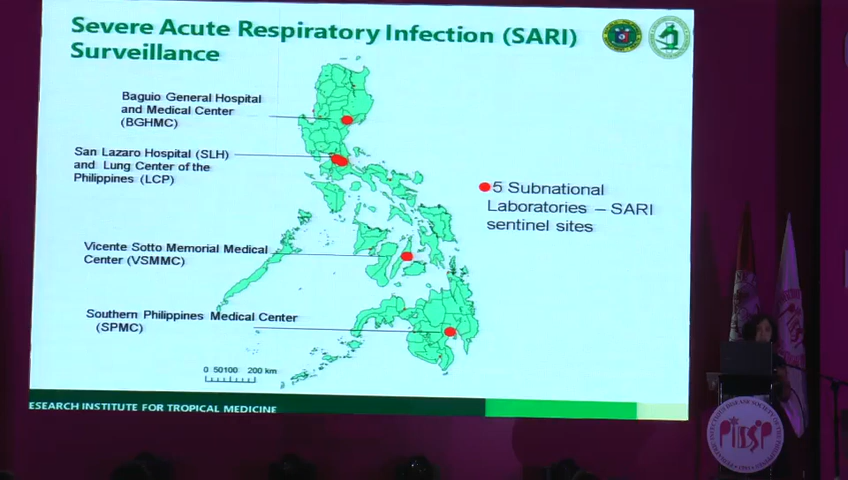 Severe Acute Respiratory Infection (SARI)
Surveillance
Baguio General Hospital
and Medical Center
(BGHMC)
San Lazaro Hospital (SLH)
and Lung Center of the
Philippines (LCP)
Vicente Sotto Memorial Medical
Center (VSMMC)
Southern Philippines Medical Center
(SPMC)
5 Subnational
Laboratories – SARI
sentinel sites
0 50100 200 km
ESEARCH INSTITUTE FOR TROPICAL MEDICINE